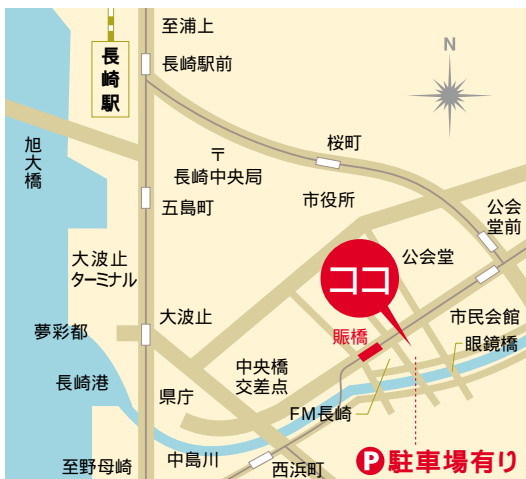 至浦上
長崎駅
長崎駅前
N
旭大橋
桜町
〒
長崎中央局
五島町
市役所
公会
堂前
大波止
ターミナル
公会堂
ココ
夢彩都
大波止
賑橋
市民会館
眼鏡橋
長崎港
県庁
中央橋
交差点
FM長崎
至野母崎
中島川
西浜町
P駐車場有り